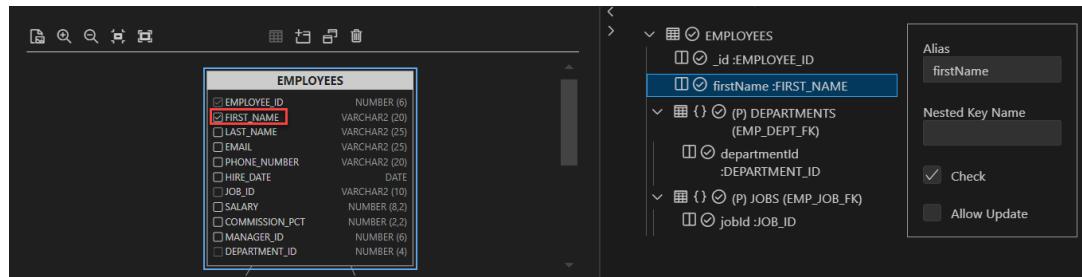 EMPLOYEES
EMPLOYEE_ID NUMBER (6)
FIRST_NAME VARCHAR2 (20)
LAST_NAME VARCHAR2 (25)
EMAIL VARCHAR2 (25)
PHONE_NUMBER VARCHAR2 (20)
HIRE_DATE DATE
JOB_ID VARCHAR2 (10)
SALARY NUMBER (8,2)
COMMISSION_PCT NUMBER (2,2)
MANAGER_ID NUMBER (6)
DEPARTMENT_ID NUMBER (4)
EMPLOYEES
_id :EMPLOYEE_ID
firstName :FIRST_NAME
{} (P) DEPARTMENTS
(EMP_DEPT_FK)
departmentId
:DEPARTMENT_ID
{} (P) JOBS (EMP_JOB_FK)
jobId :JOB_ID
Alias
firstName
Nested Key Name
Check
Allow Update